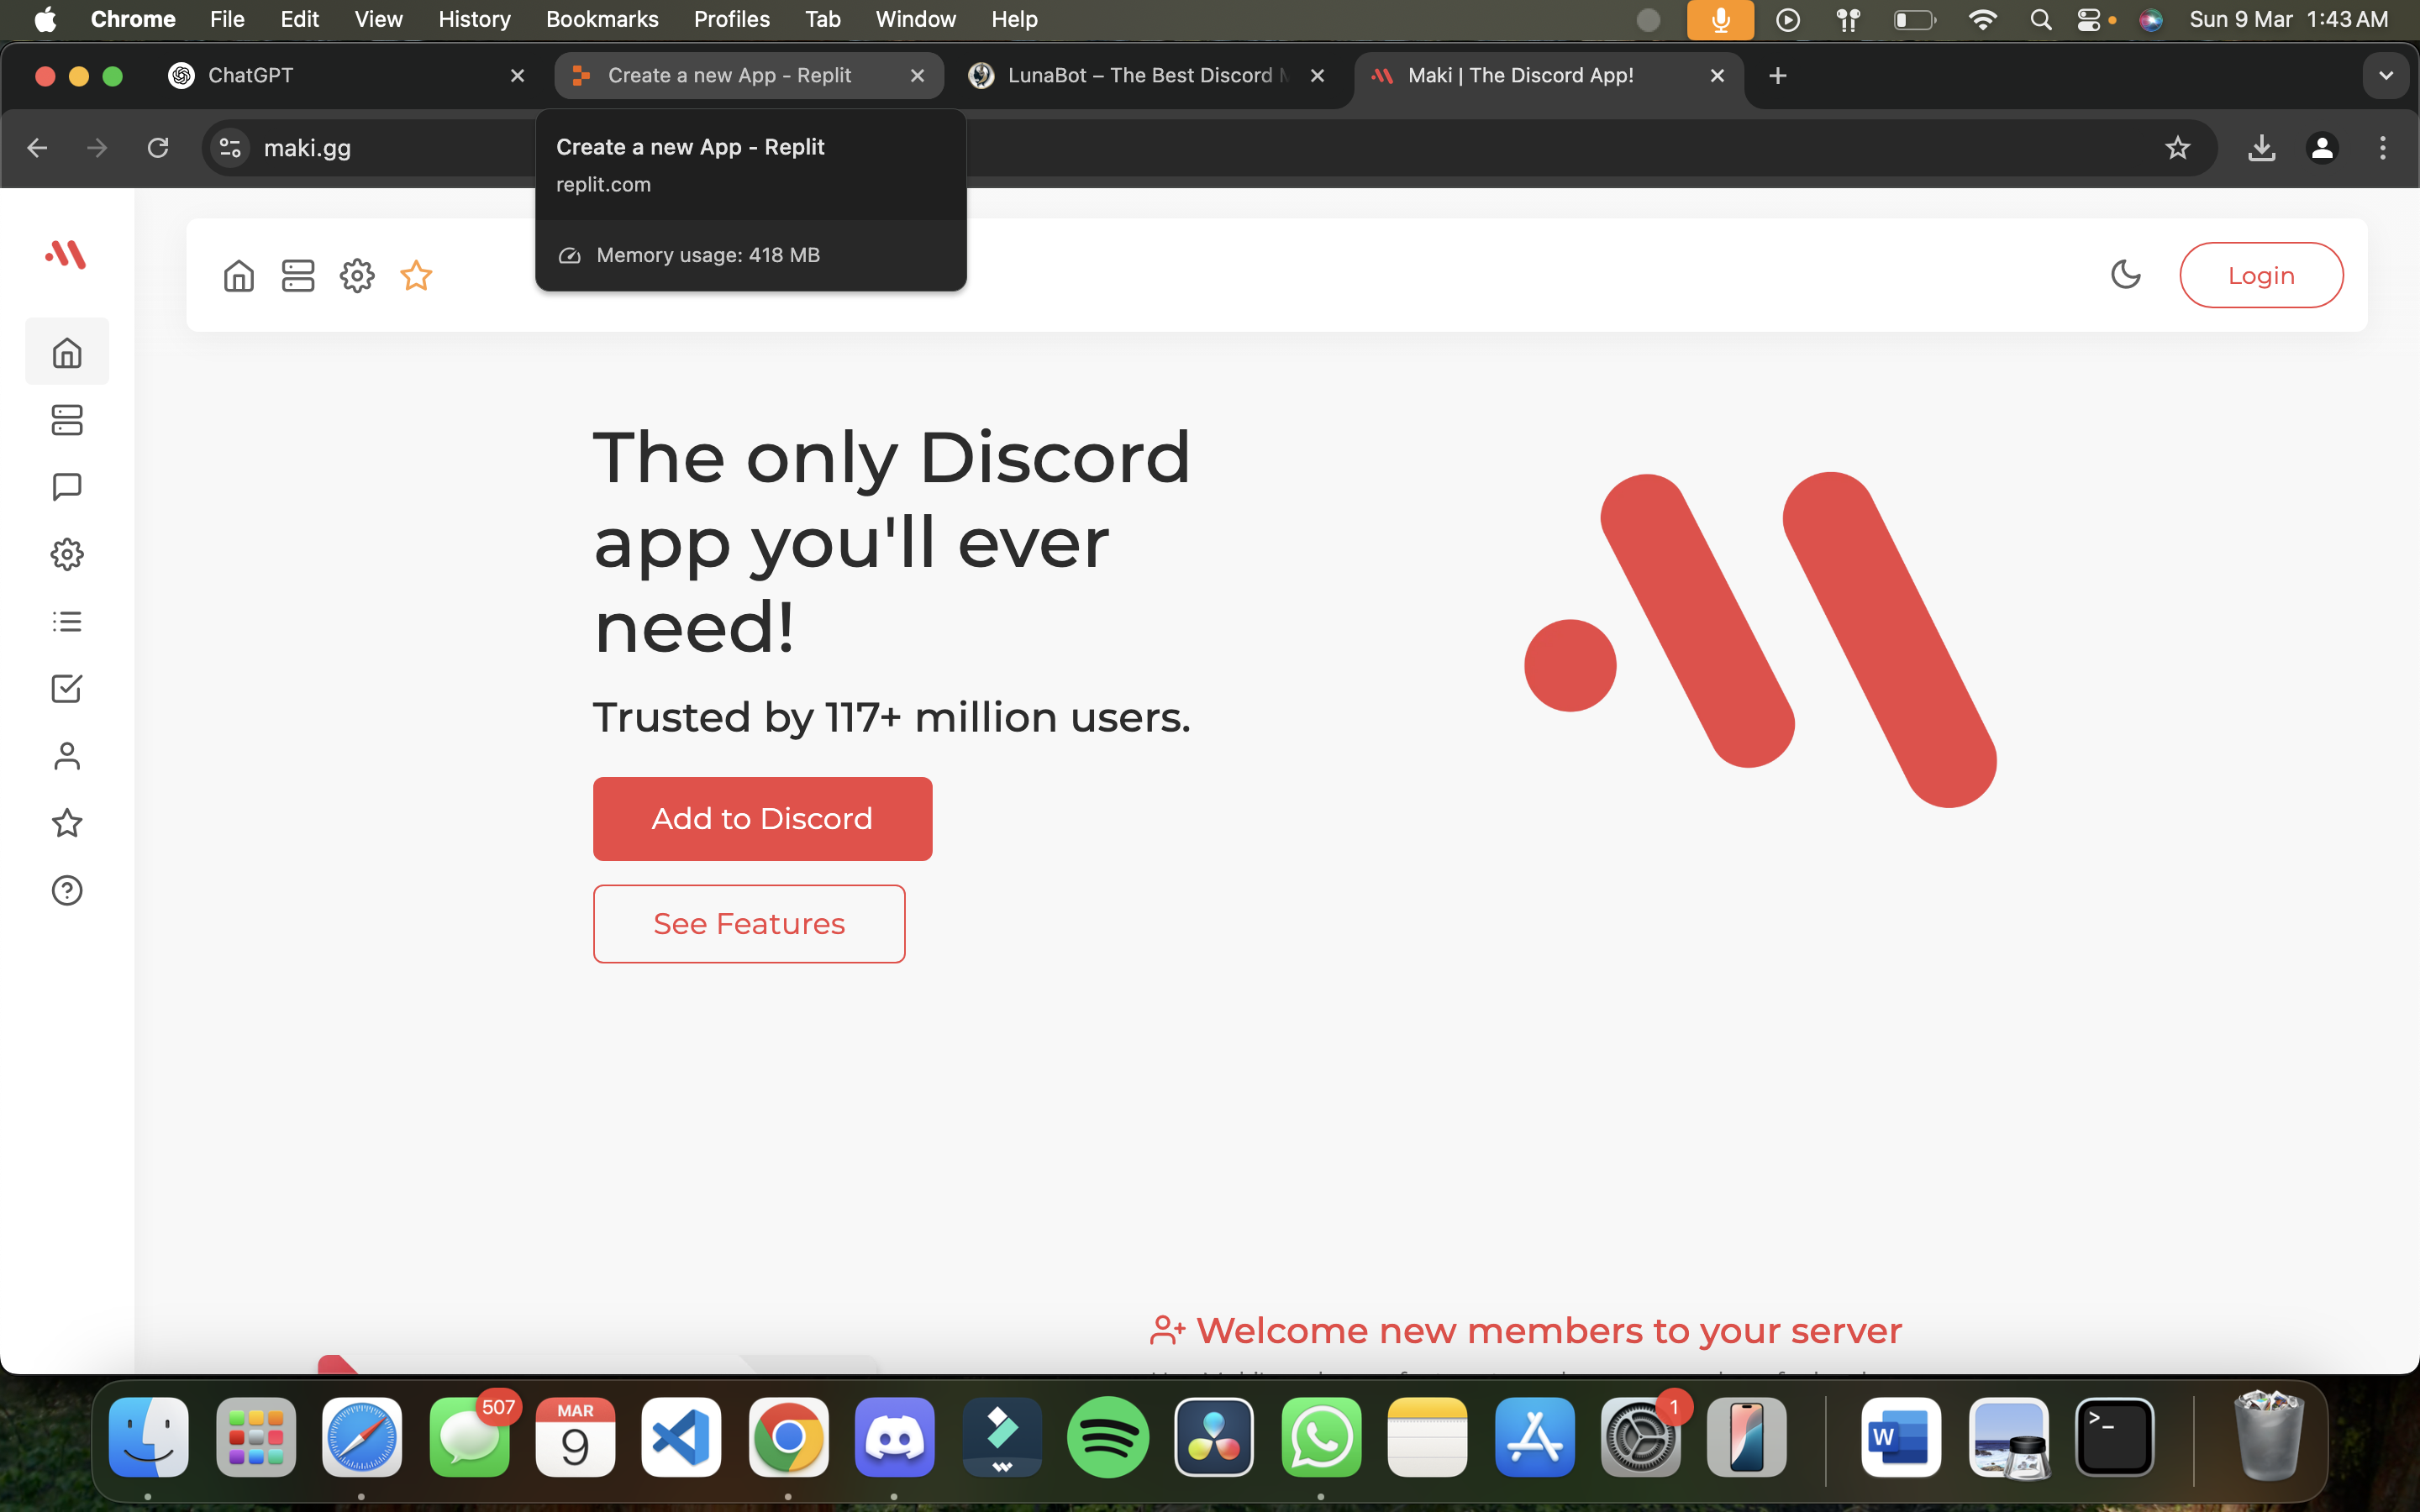 Chrome File Edit View History Bookmarks Profiles Tab Window Help
Sun 9 Mar 1:43 AM
ChatGPT
Create a new App - Replit
LunaBot – The Best Discord
Maki | The Discord App!
maki.gg
Create a new App - Replit
replit.com
Memory usage: 418 MB
Login
The only Discord
app you'll ever
need!
Trusted by 117+ million users.
Add to Discord
See Features
Welcome new members to your server
507
MAR
9
1
W
>_